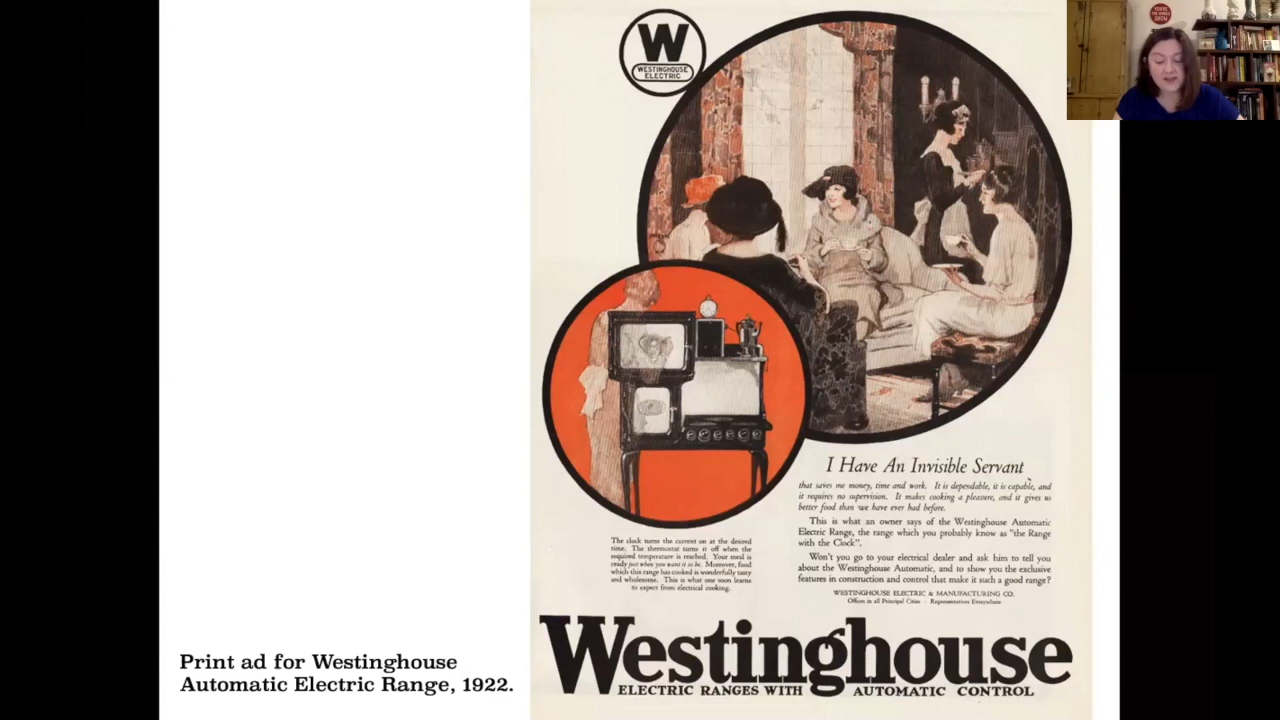 W
WESTINGHOUSE
ELECTRIC
I Have An Invisible Servant
that saves me money, time and work. It is dependable, it is capable, and
it requires no supervision. It makes cooking a pleasure, and it gives us
better food than we have ever had before.
This is what an owner says of the Westinghouse Automatic
Electric Range, the range which you probably know as "the Range
with the Clock".
Won't you go to your electrical dealer and ask him to tell you
about the Westinghouse Automatic, and to show you the exclusive
features in construction and control that make it such a good range?
WESTINGHOUSE ELECTRIC & MANUFACTURING CO.
Offices in all Principal Cities · Representatives Everywhere
The clock turns the current on at the desired
time. The thermostat turns it off when the
required temperature is reached. Your meal is
ready just when you want it to be. Moreover, food
which this range has cooked is wonderfully tasty
and wholesome. This is what one soon learns
to expect from electrical cooking.
Westinghouse
ELECTRIC RANGES WITH AUTOMATIC CONTROL
Print ad for Westinghouse
Automatic Electric Range, 1922.